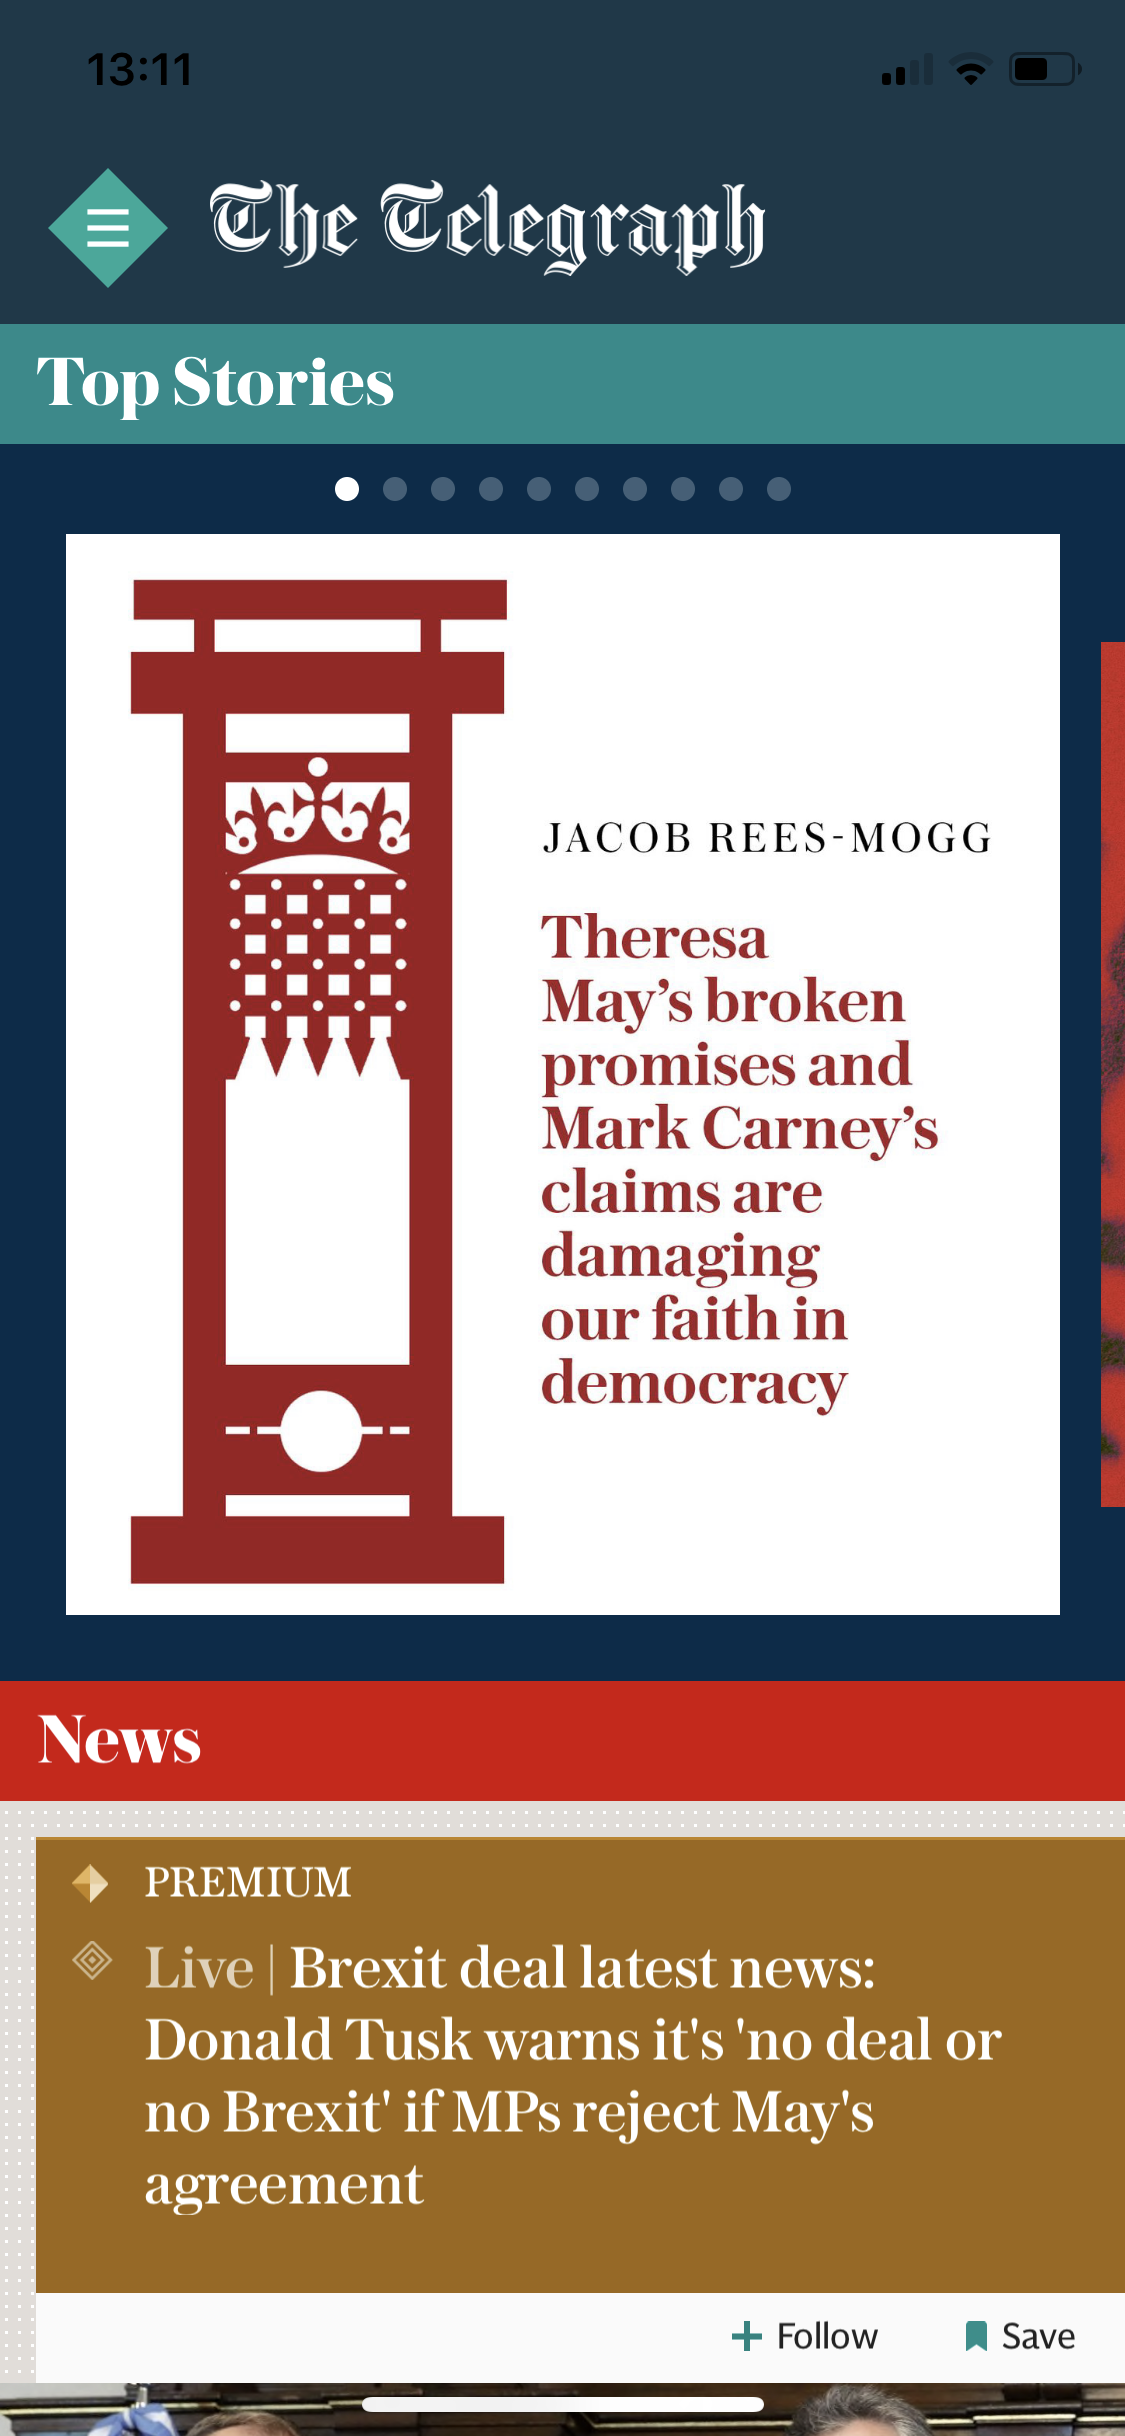 13:11
The Telegraph
Top Stories
JACOB REES-MOGG
Theresa
May’s broken
promises and
Mark Carney’s
claims are
damaging
our faith in
democracy
News
PREMIUM
Live | Brexit deal latest news:
Donald Tusk warns it's 'no deal or
no Brexit' if MPs reject May's
agreement
Follow Save